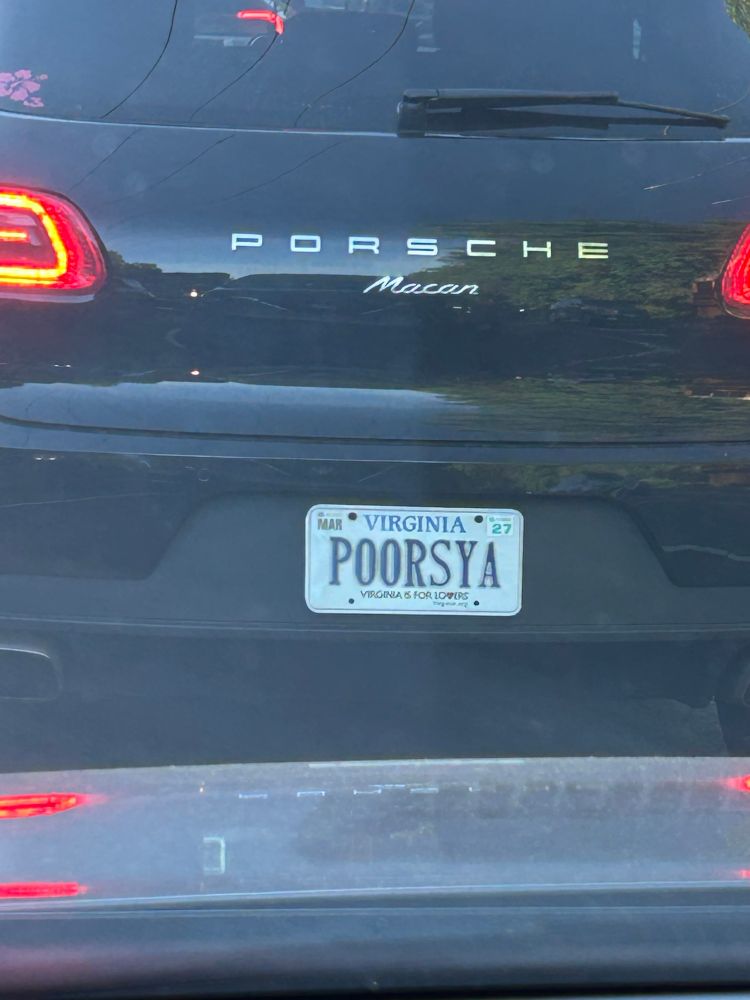 PORSCHE
Macan
MAR VIRGINIA 27
POORSYA
VIRGINIA IS FOR LOVERS